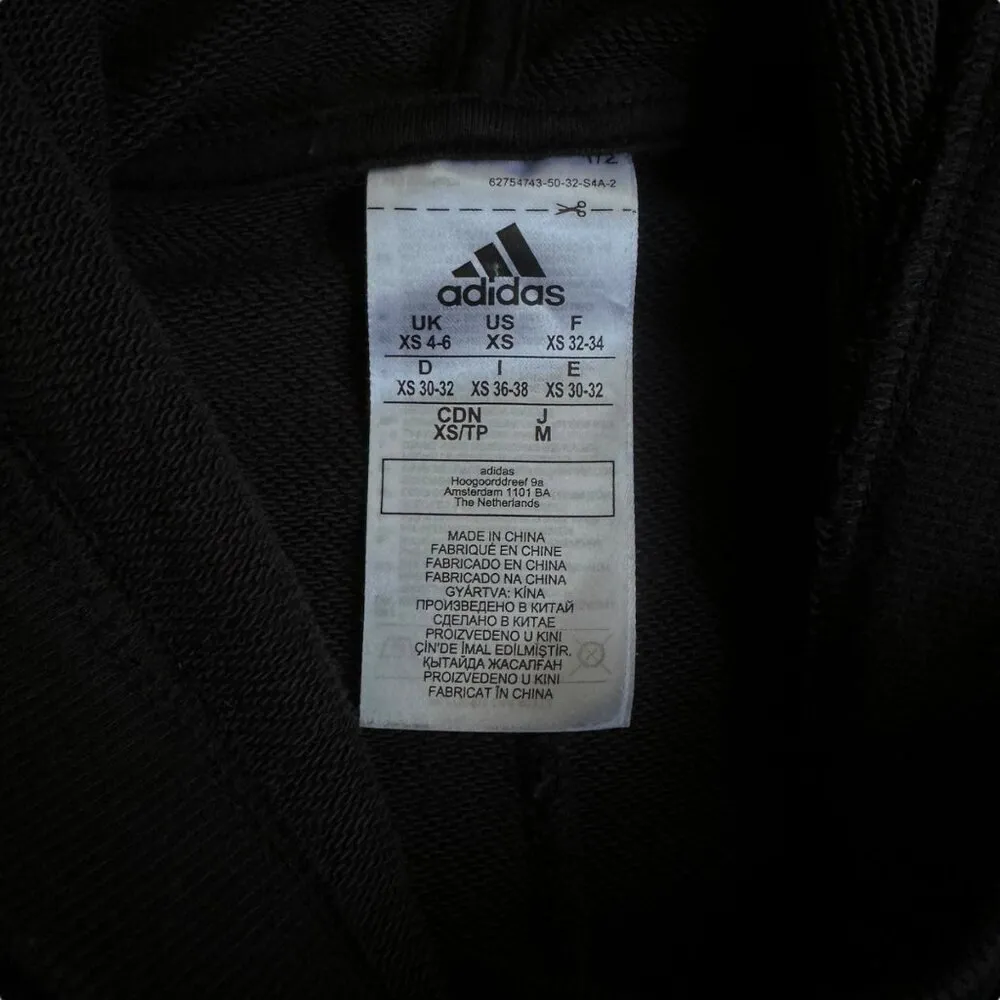 1/2
62754743-50-32-S4A-2
adidas
UK US F
XS 4-6 XS XS 32-34
D I E
XS 30-32 XS 36-38 XS 30-32
CDN J
XS/TP M
adidas
Hoogoorddreef 9a
Amsterdam 1101 BA
The Netherlands
MADE IN CHINA
FABRIQUÉ EN CHINE
FABRICADO EN CHINA
FABRICADO NA CHINA
GYÁRTVA: KÍNA
ПРОИЗВЕДЕНО В КИТАЙ
СДЕЛАНО В КИТАЕ
PROIZVEDENO U KINI
ÇİN'DE İMAL EDİLMİŞTİR.
ҚЫТАЙДА ЖАСАЛҒАН
PROIZVEDENO U KINI
FABRICAT ÎN CHINA